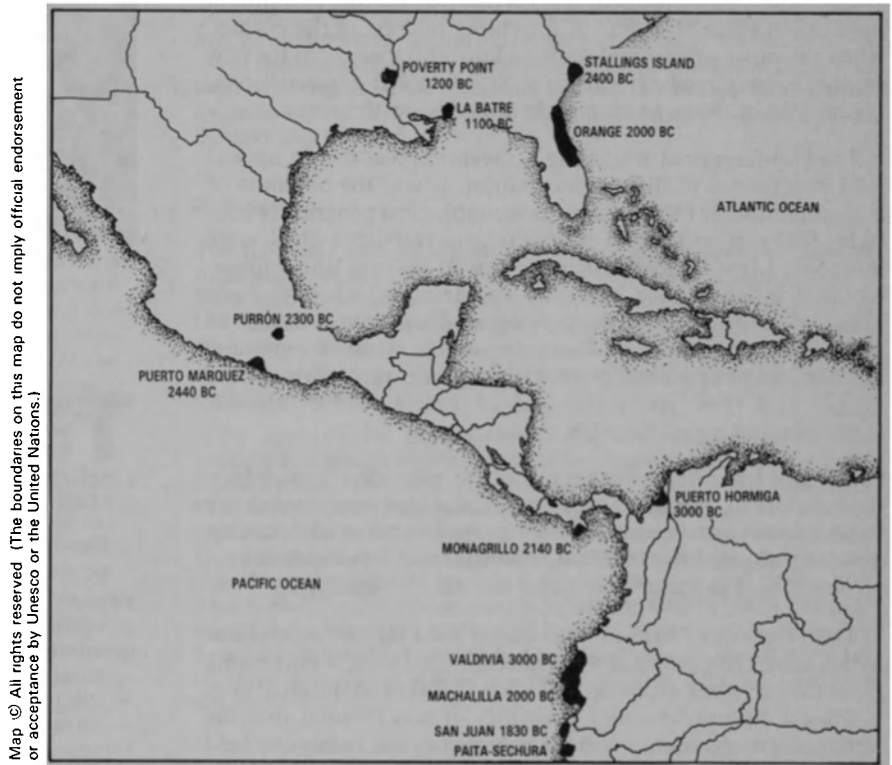 Map © All rights reserved (The boundaries on this map do not imply official endorsement
or acceptance by Unesco or the United Nations.)
POVERTY POINT
1200 BC
STALLINGS ISLAND
2400 BC
LA BATRE
1100 BC
ORANGE 2000 BC
ATLANTIC OCEAN
PURRÓN 2300 BC
PUERTO MARQUEZ
2440 BC
PUERTO HORMIGA
3000 BC
MONAGRILLO 2140 BC
PACIFIC OCEAN
VALDIVIA 3000 BC
MACHALILLA 2000 BC
SAN JUAN 1830 BC
PAITA-SECHURA